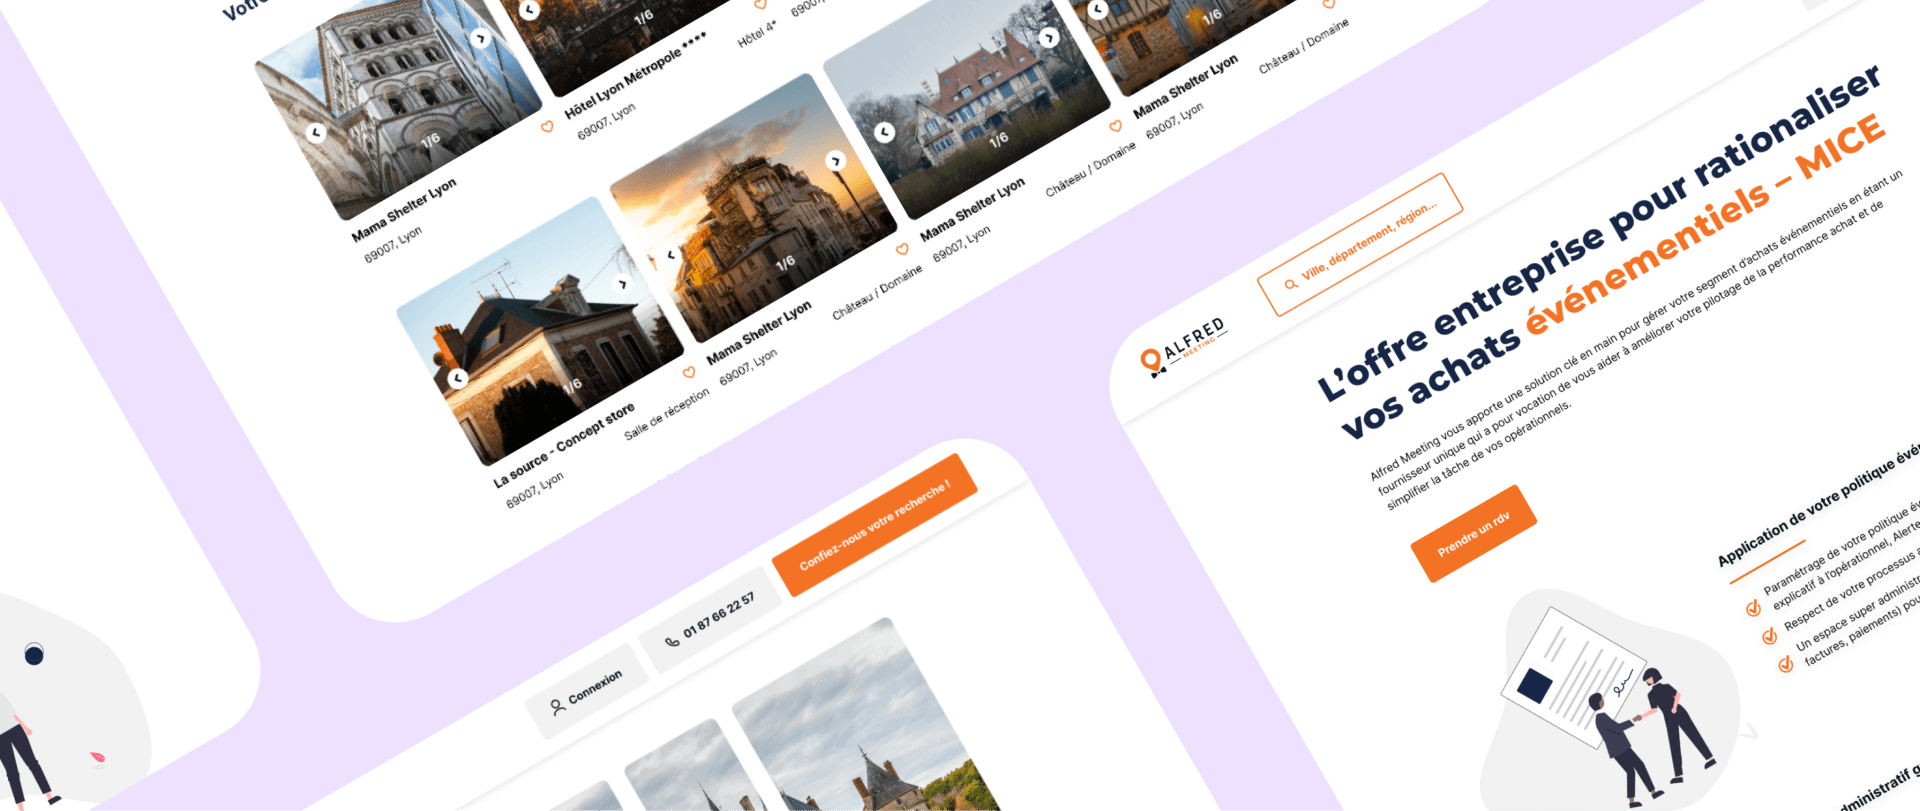 Votre
1/6
Mama Shelter Lyon
69007, Lyon
1/6
Hôtel Lyon Métropole ****
Hôtel 4*
69007, Lyon
1/6
La source - Concept store
Salle de réception
69007, Lyon
1/6
Mama Shelter Lyon
Château / Domaine
69007, Lyon
1/6
Mama Shelter Lyon
Château / Domaine
69007, Lyon
1/6
Mama Shelter Lyon
Château / Domaine
69007, Lyon
Connexion
01 87 66 22 57
Confiez-nous votre recherche !
ALFRED
MEETING
Ville, département, région...
L'offre entreprise pour rationaliser
vos achats événementiels – MICE
Alfred Meeting vous apporte une solution clé en main pour gérer votre segment d'achats événementiels en étant un
fournisseur unique qui a pour vocation de vous aider à améliorer votre pilotage de la performance achat et de
simplifier la tâche de vos opérationnels.
Prendre un rdv
Application de votre politique évé
Paramétrage de votre politique év
explicatif à l'opérationnel, Alerte
Respect de votre processus a
Un espace super administr
factures, paiements) pou
dministratif g